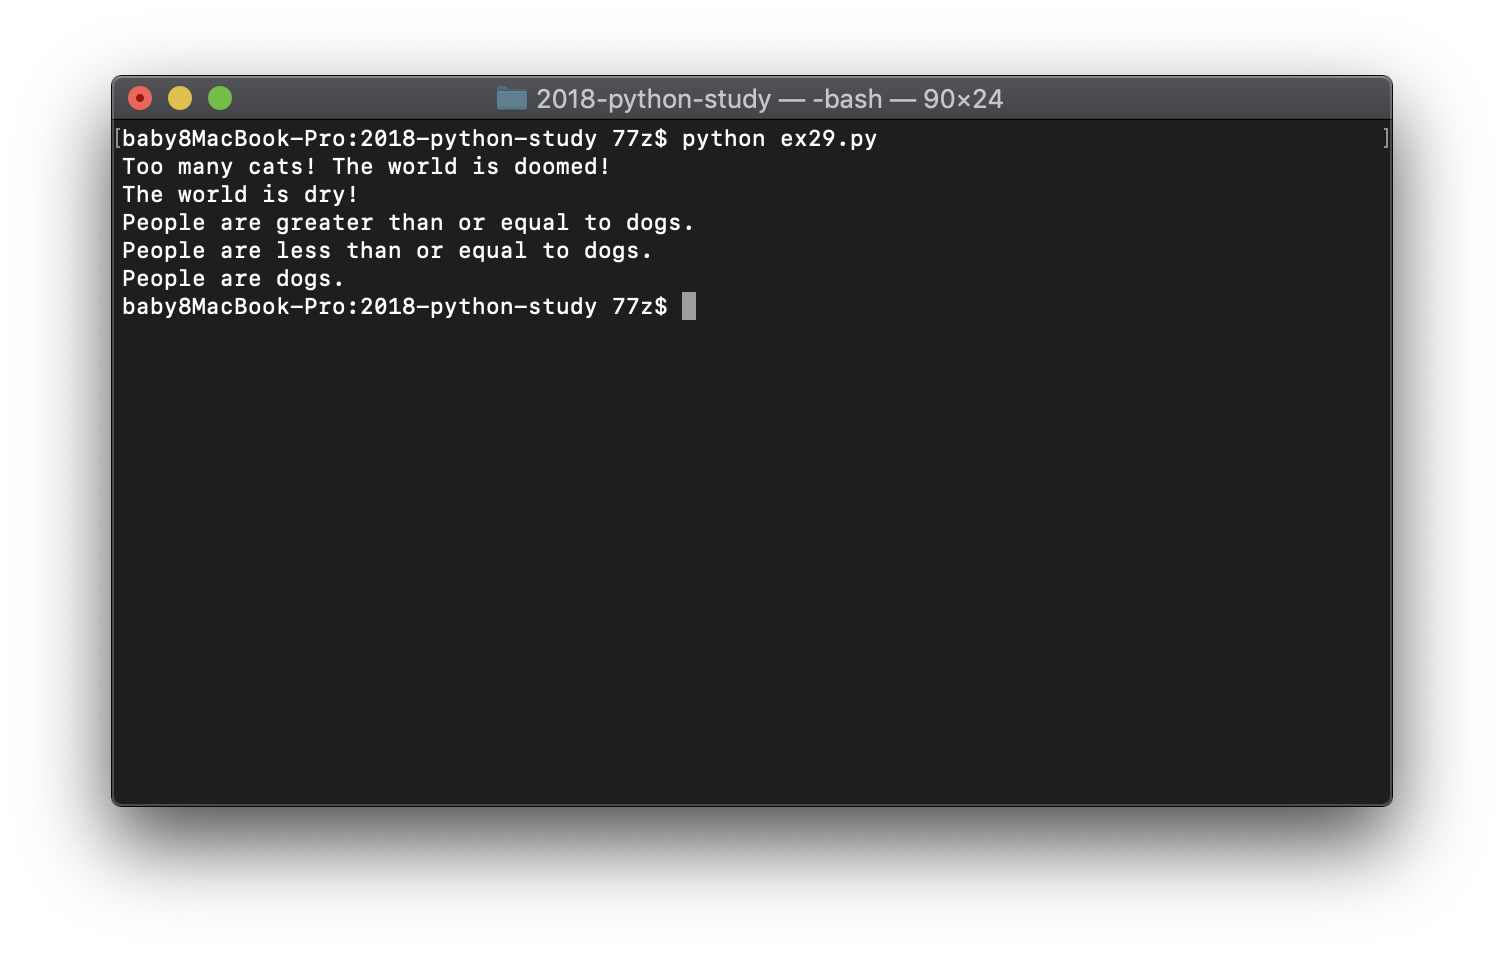 2018-python-study — -bash — 90×24
[baby8MacBook-Pro:2018-python-study 77z$ python ex29.py ]
Too many cats! The world is doomed!
The world is dry!
People are greater than or equal to dogs.
People are less than or equal to dogs.
People are dogs.
baby8MacBook-Pro:2018-python-study 77z$